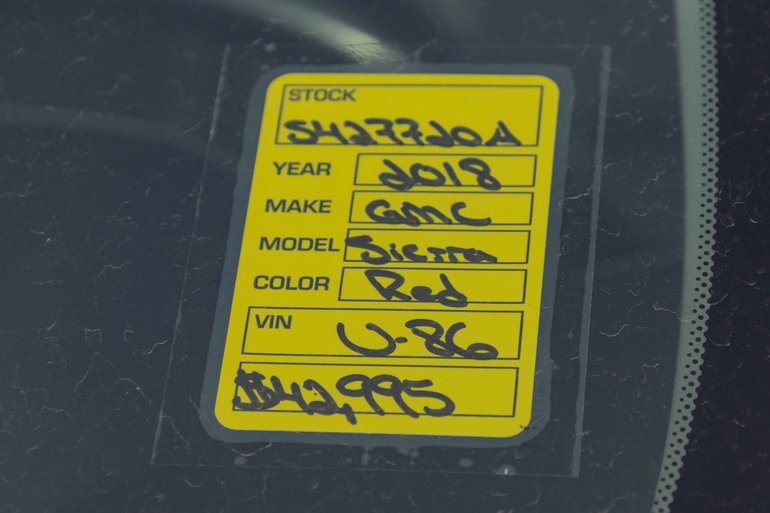 STOCK
S427720A
YEAR 2018
MAKE GMC
MODEL Sierra
COLOR Red
VIN U-86
$42,995